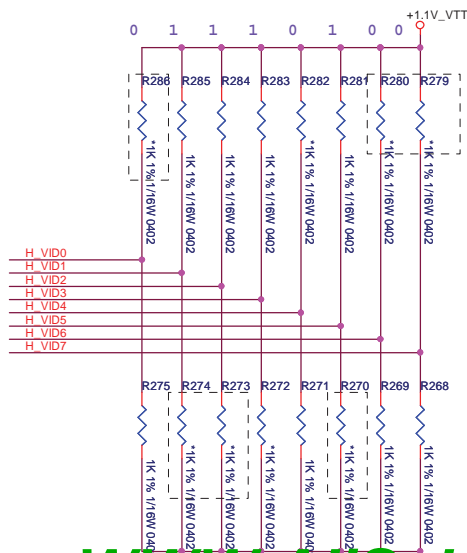 +1.1V_VTT
0 1 1 1 0 1 0 0
R286 R285 R284 R283 R282 R281 R280 R279
*1K 1% 1/16W 0402
1K 1% 1/16W 0402
1K 1% 1/16W 0402
1K 1% 1/16W 0402
*1K 1% 1/16W 0402
1K 1% 1/16W 0402
*1K 1% 1/16W 0402
*1K 1% 1/16W 0402
H_VID0
H_VID1
H_VID2
H_VID3
H_VID4
H_VID5
H_VID6
H_VID7
R275 R274 R273 R272 R271 R270 R269 R268
1K 1% 1/16W 0402
*1K 1% 1/16W 0402
*1K 1% 1/16W 0402
*1K 1% 1/16W 0402
1K 1% 1/16W 0402
*1K 1% 1/16W 0402
1K 1% 1/16W 0402
1K 1% 1/16W 0402